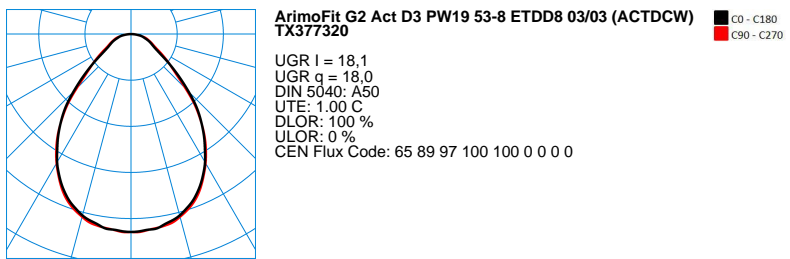 ArimoFit G2 Act D3 PW19 53-8 ETDD8 03/03 (ACTDCW)
TX377320
UGR l = 18,1
UGR q = 18,0
DIN 5040: A50
UTE: 1.00 C
DLOR: 100 %
ULOR: 0 %
CEN Flux Code: 65 89 97 100 100 0 0 0 0
C0 - C180
C90 - C270